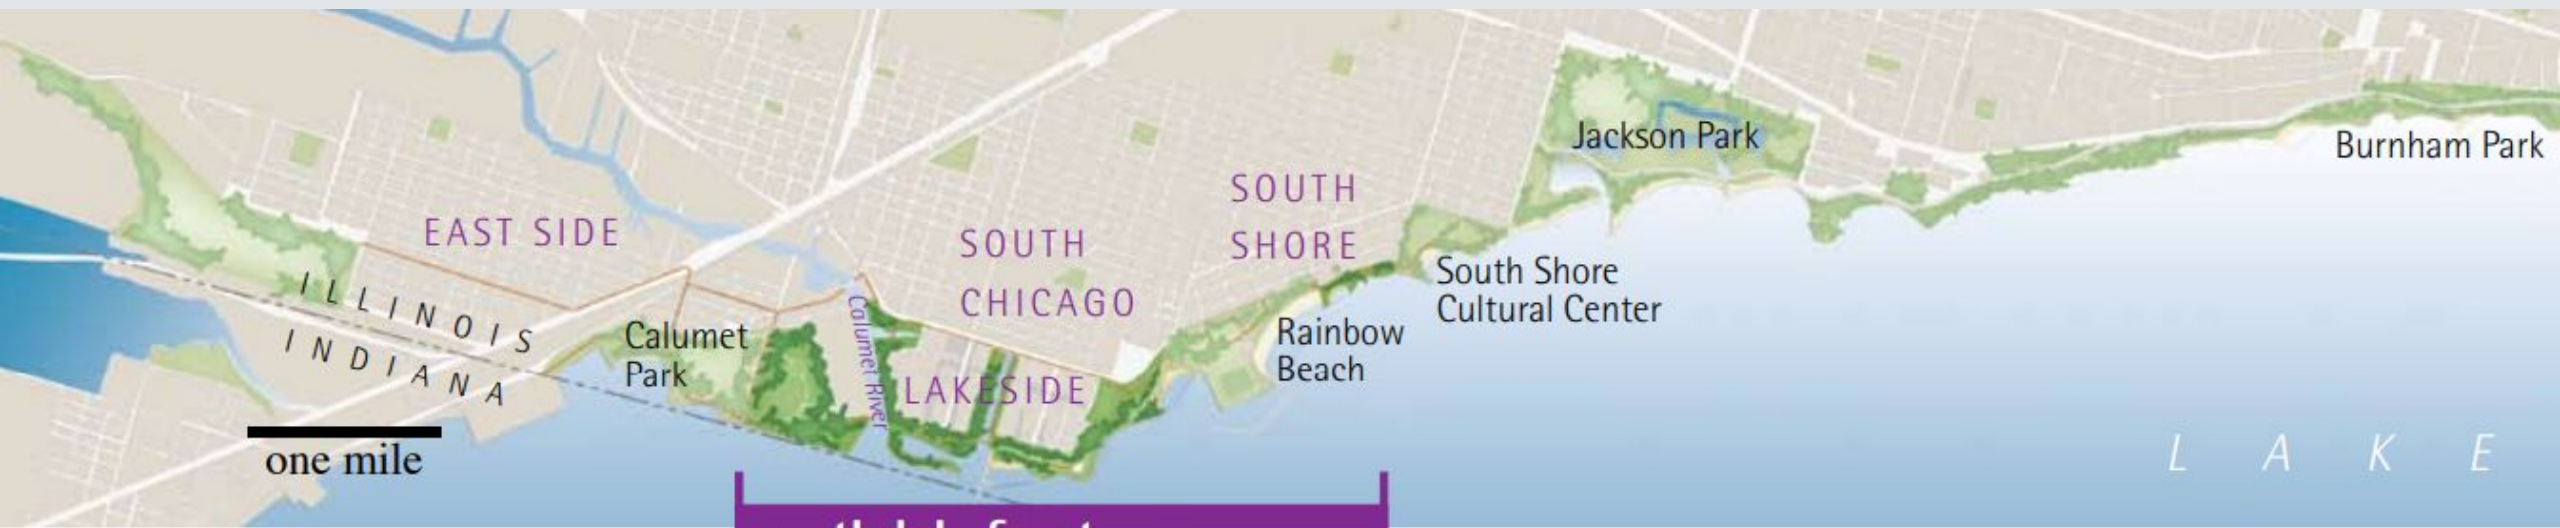 Jackson Park
Burnham Park
EAST SIDE
SOUTH
SHORE
SOUTH
CHICAGO
South Shore
Cultural Center
ILLINOIS
INDIANA
Calumet
Park
Calumet River
LAKESIDE
Rainbow
Beach
one mile
LAKE